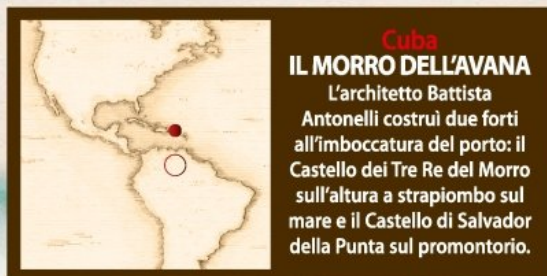 Cuba
IL MORRO DELL'AVANA
L'architetto Battista
Antonelli costruì due forti
all'imboccatura del porto: il
Castello dei Tre Re del Morro
sull'altura a strapiombo sul
mare e il Castello di Salvador
della Punta sul promontorio.